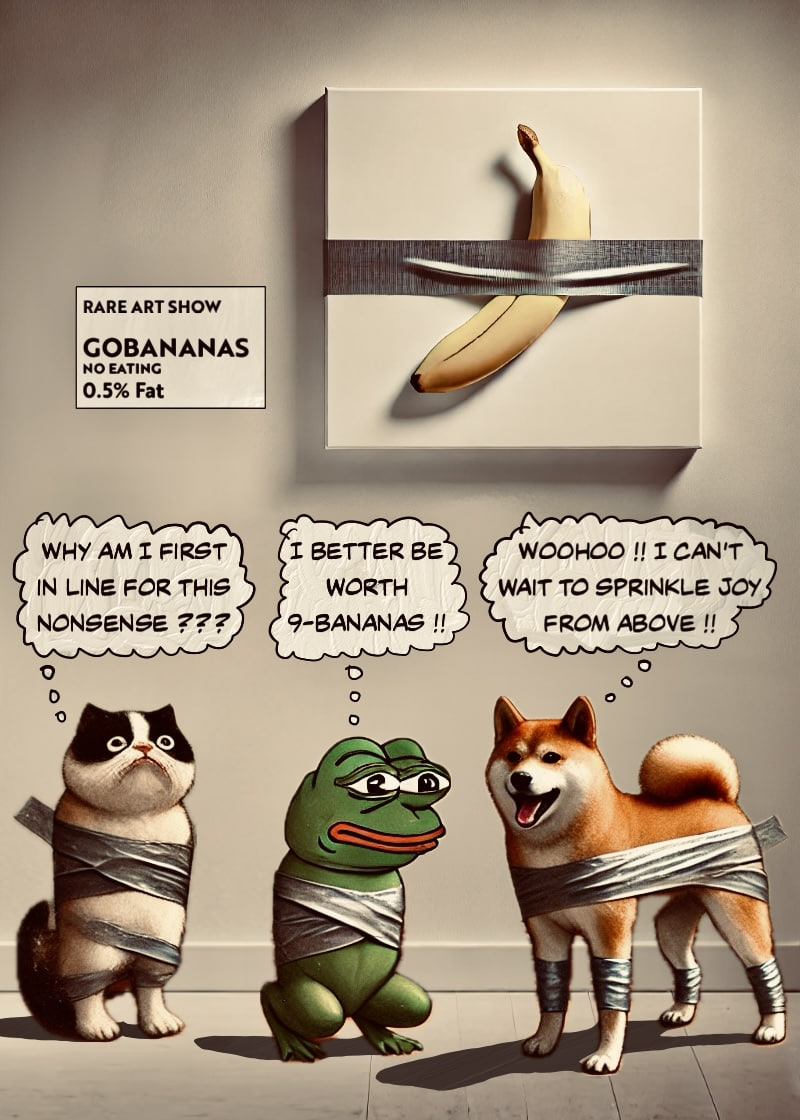 RARE ART SHOW
GOBANANAS
NO EATING
0.5% Fat
WHY AM I FIRST
IN LINE FOR THIS
NONSENSE ???
I BETTER BE
WORTH
9-BANANAS !!
WOOHOO !! I CAN'T
WAIT TO SPRINKLE JOY
FROM ABOVE !!